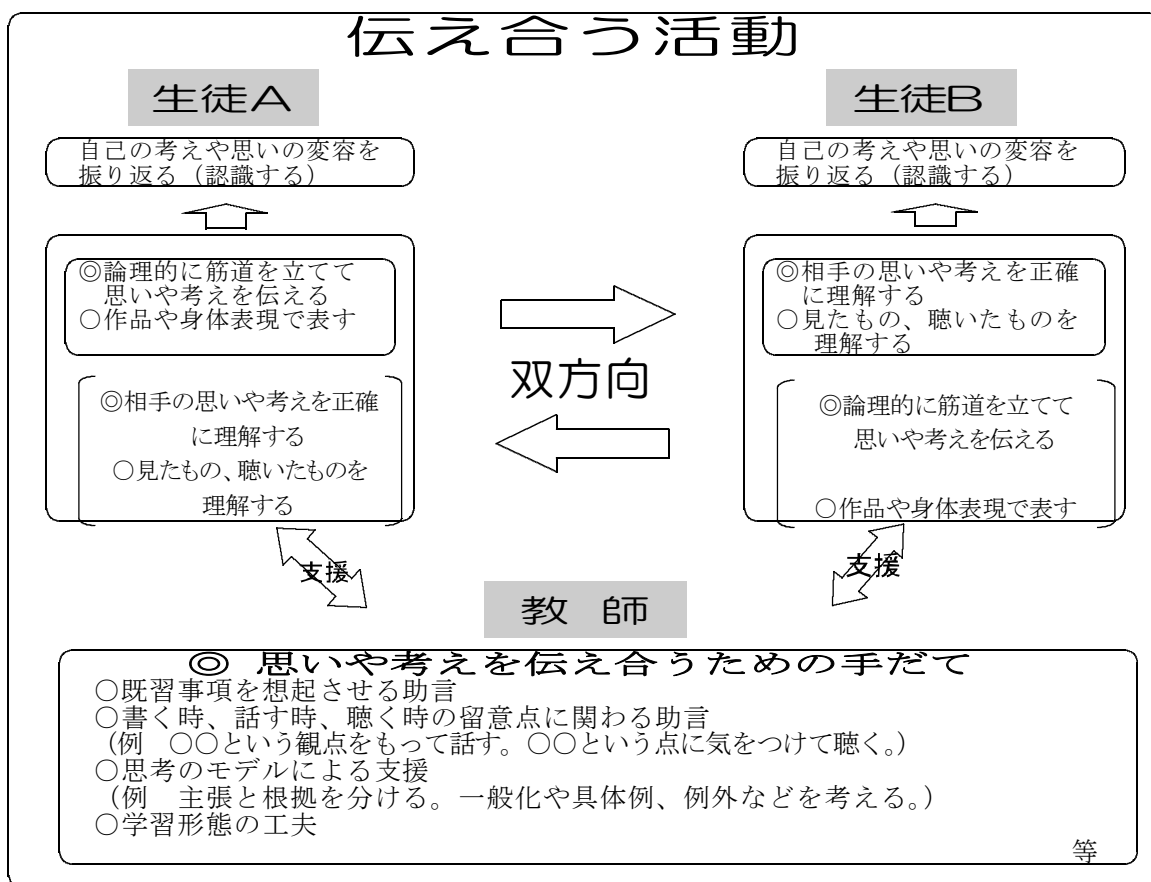 伝え合う活動
生徒A
自己の考えや思いの変容を
振り返る（認識する）
◎論理的に筋道を立てて
思いや考えを伝える
○作品や身体表現で表す
◎相手の思いや考えを正確
に理解する
○見たもの、聴いたものを
理解する
双方向
生徒B
自己の考えや思いの変容を
振り返る（認識する）
◎相手の思いや考えを正確
に理解する
○見たもの、聴いたものを
理解する
◎論理的に筋道を立てて
思いや考えを伝える
○作品や身体表現で表す
支援
支援
教 師
◎ 思いや考えを伝え合うための手だて
○既習事項を想起させる助言
○書く時、話す時、聴く時の留意点に関わる助言
（例　○○という観点をもって話す。○○という点に気をつけて聴く。）
○思考のモデルによる支援
（例　主張と根拠を分ける。一般化や具体例、例外などを考える。）
○学習形態の工夫
等